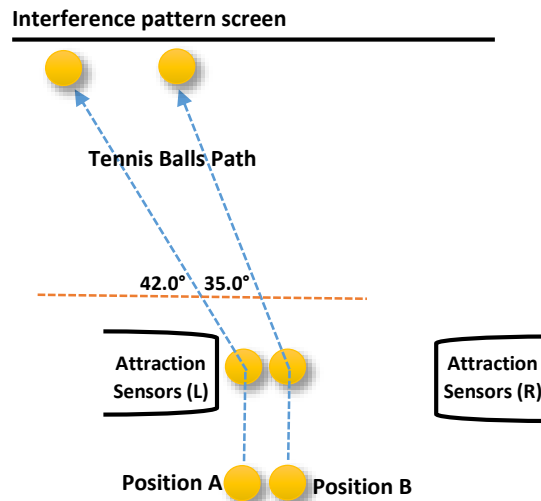 Interference pattern screen
Tennis Balls Path
42.0° 35.0°
Attraction
Sensors (L)
Attraction
Sensors (R)
Position A
Position B